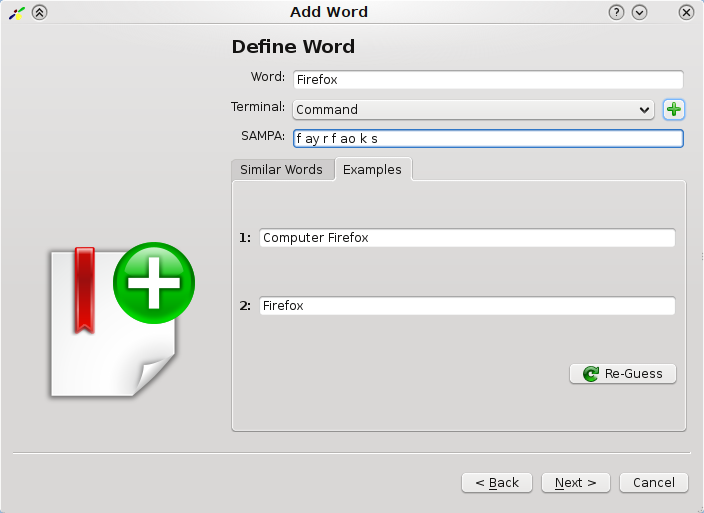 Add Word
Define Word
Word: Firefox
Terminal: Command
SAMPA: f ay r f ao k s
Similar Words Examples
1: Computer Firefox
2: Firefox
Re-Guess
< Back Next > Cancel